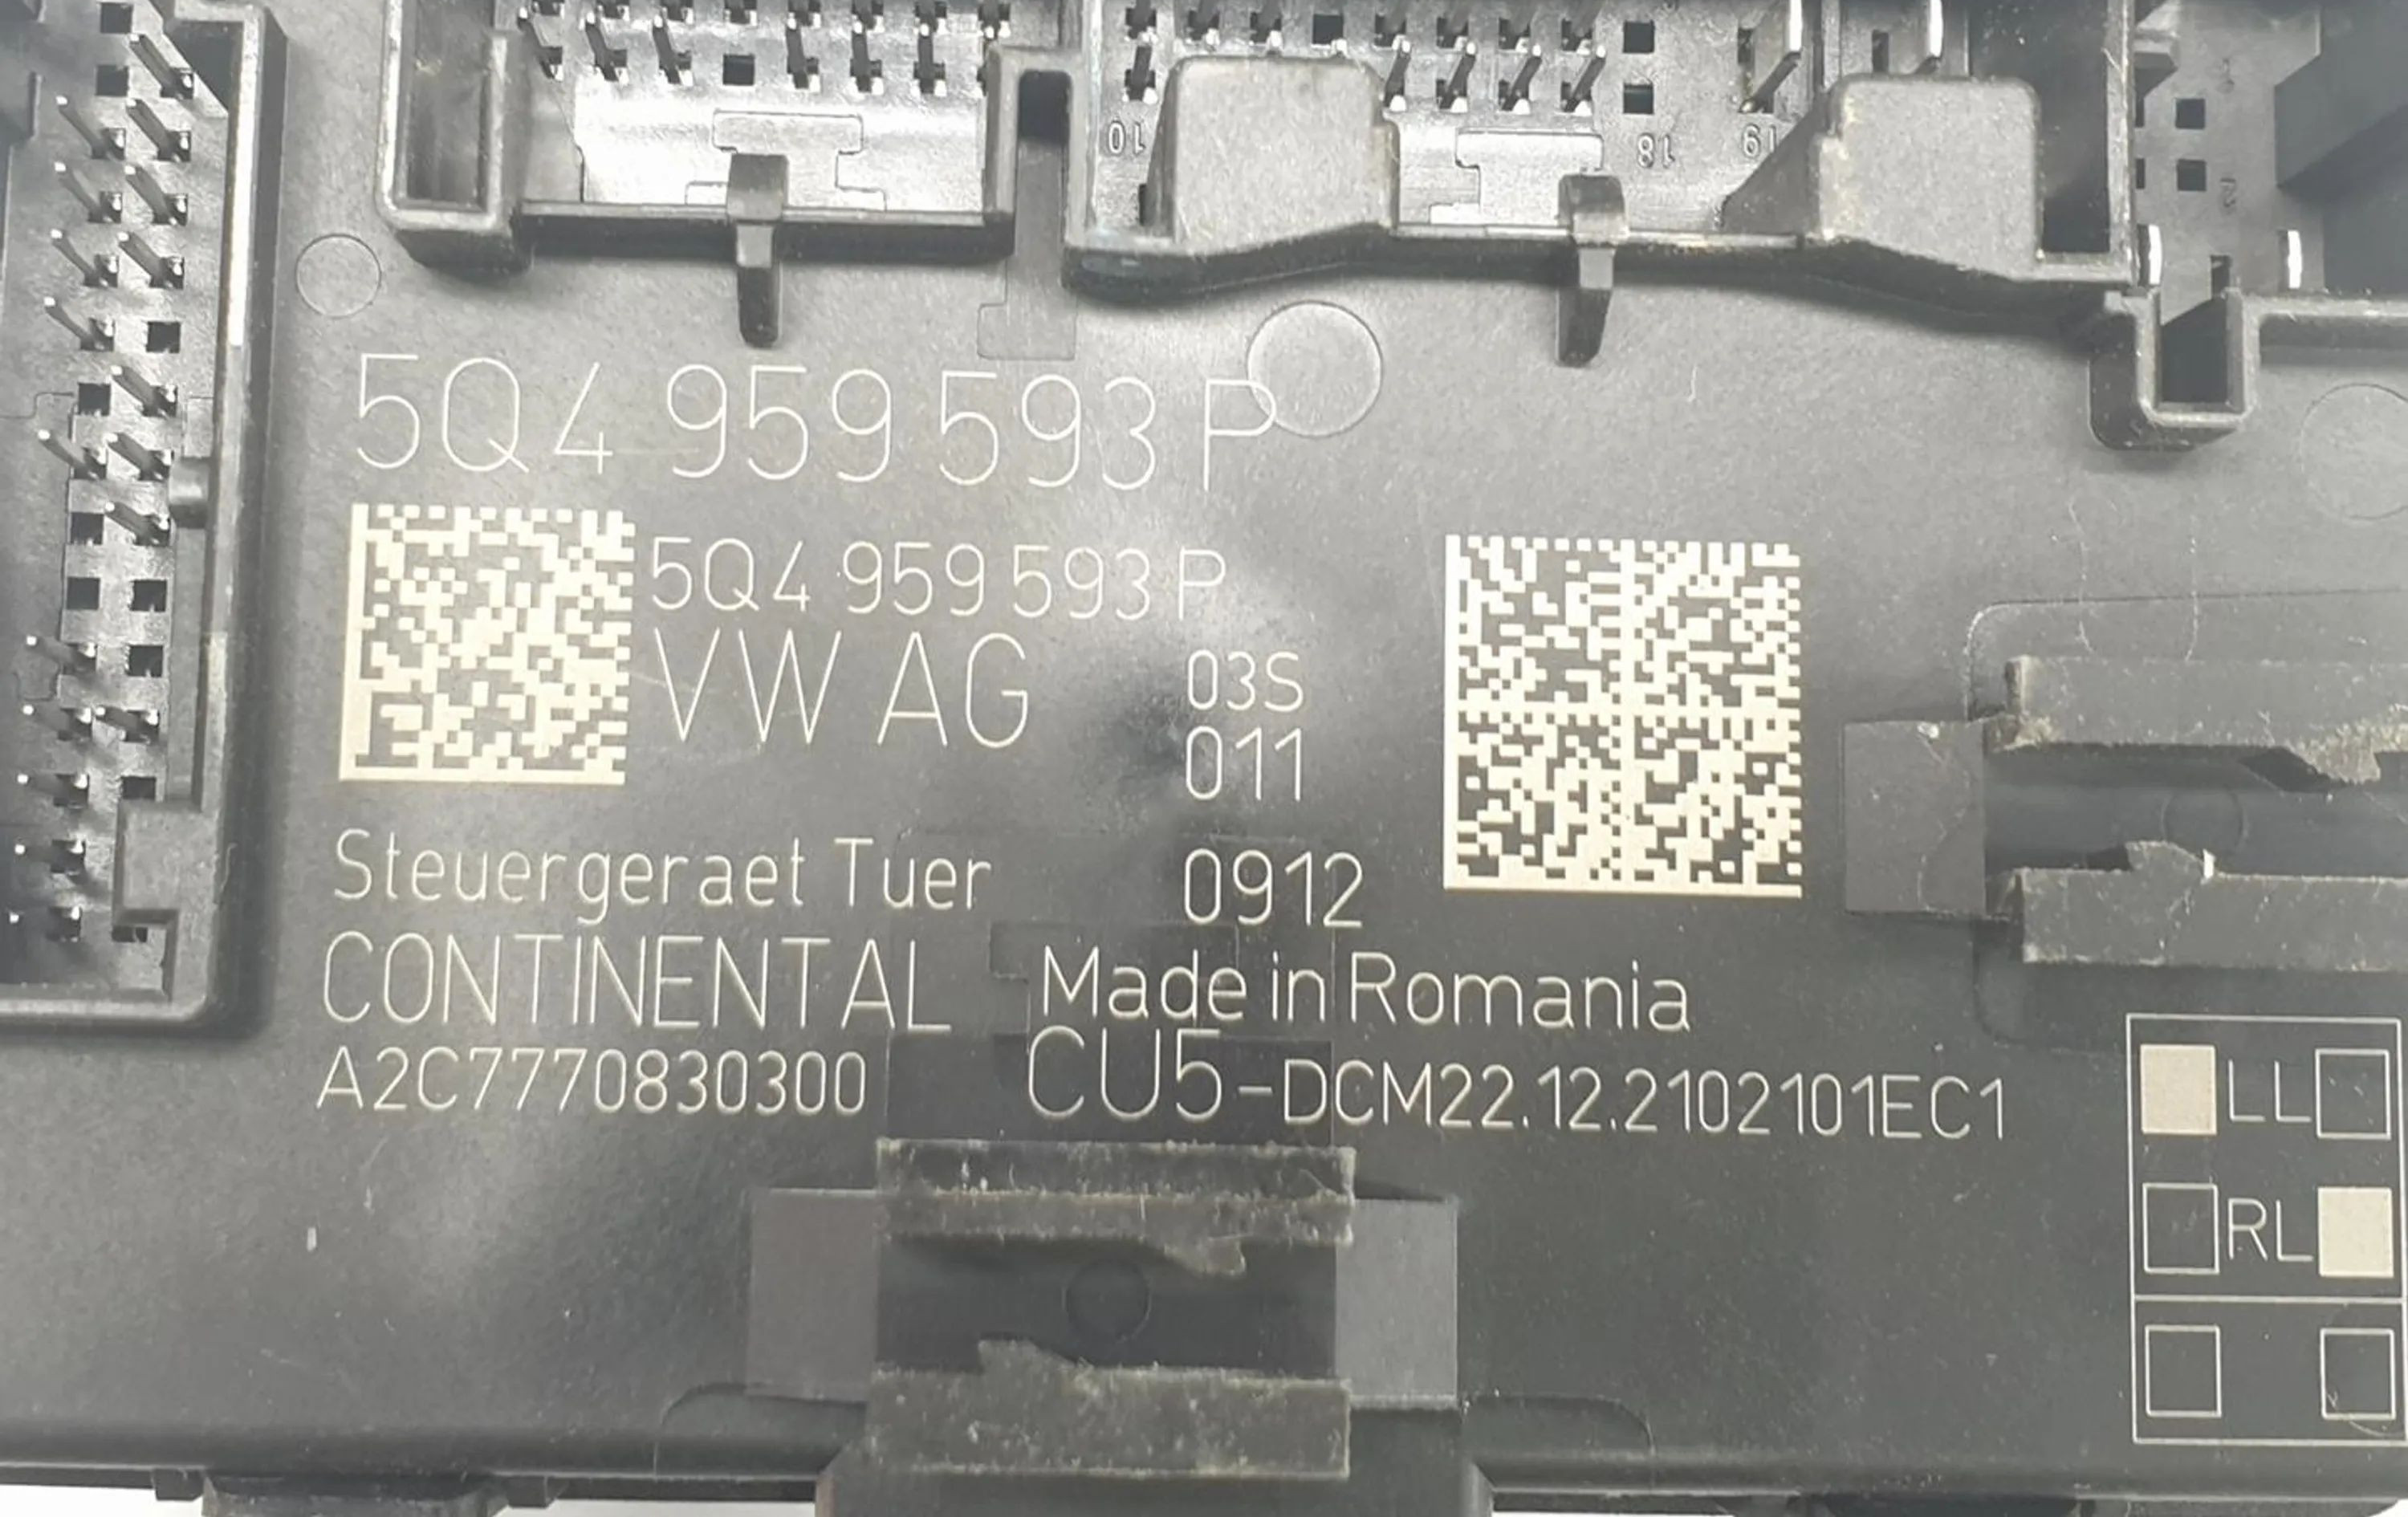 10 18 19
5Q4 959 593 P
5Q4 959 593 P
VW AG
03S
011
Steuergeraet Tuer 0912
CONTINENTAL Made in Romania
A2C7770830300 CU5-DCM22.12.2102101EC1
LL
RL